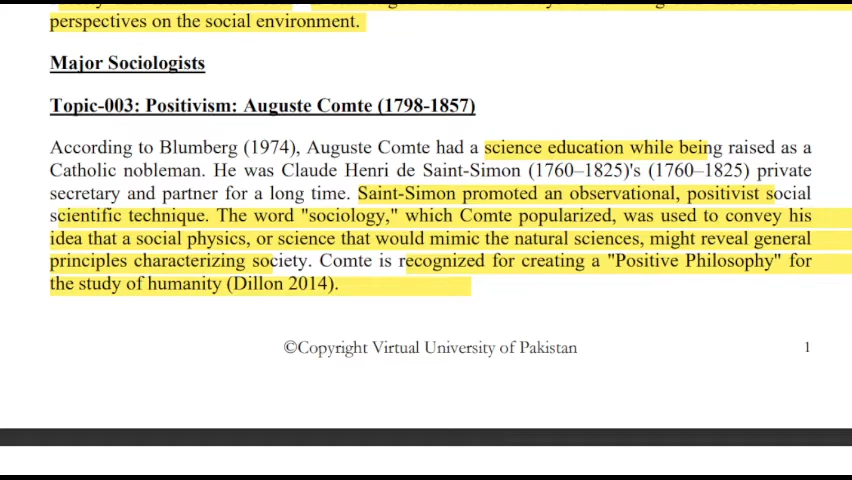 perspectives on the social environment.
Major Sociologists
Topic-003: Positivism: Auguste Comte (1798-1857)
According to Blumberg (1974), Auguste Comte had a science education while being raised as a
Catholic nobleman. He was Claude Henri de Saint-Simon (1760–1825)'s (1760–1825) private
secretary and partner for a long time. Saint-Simon promoted an observational, positivist social
scientific technique. The word "sociology," which Comte popularized, was used to convey his
idea that a social physics, or science that would mimic the natural sciences, might reveal general
principles characterizing society. Comte is recognized for creating a "Positive Philosophy" for
the study of humanity (Dillon 2014).
©Copyright Virtual University of Pakistan
1